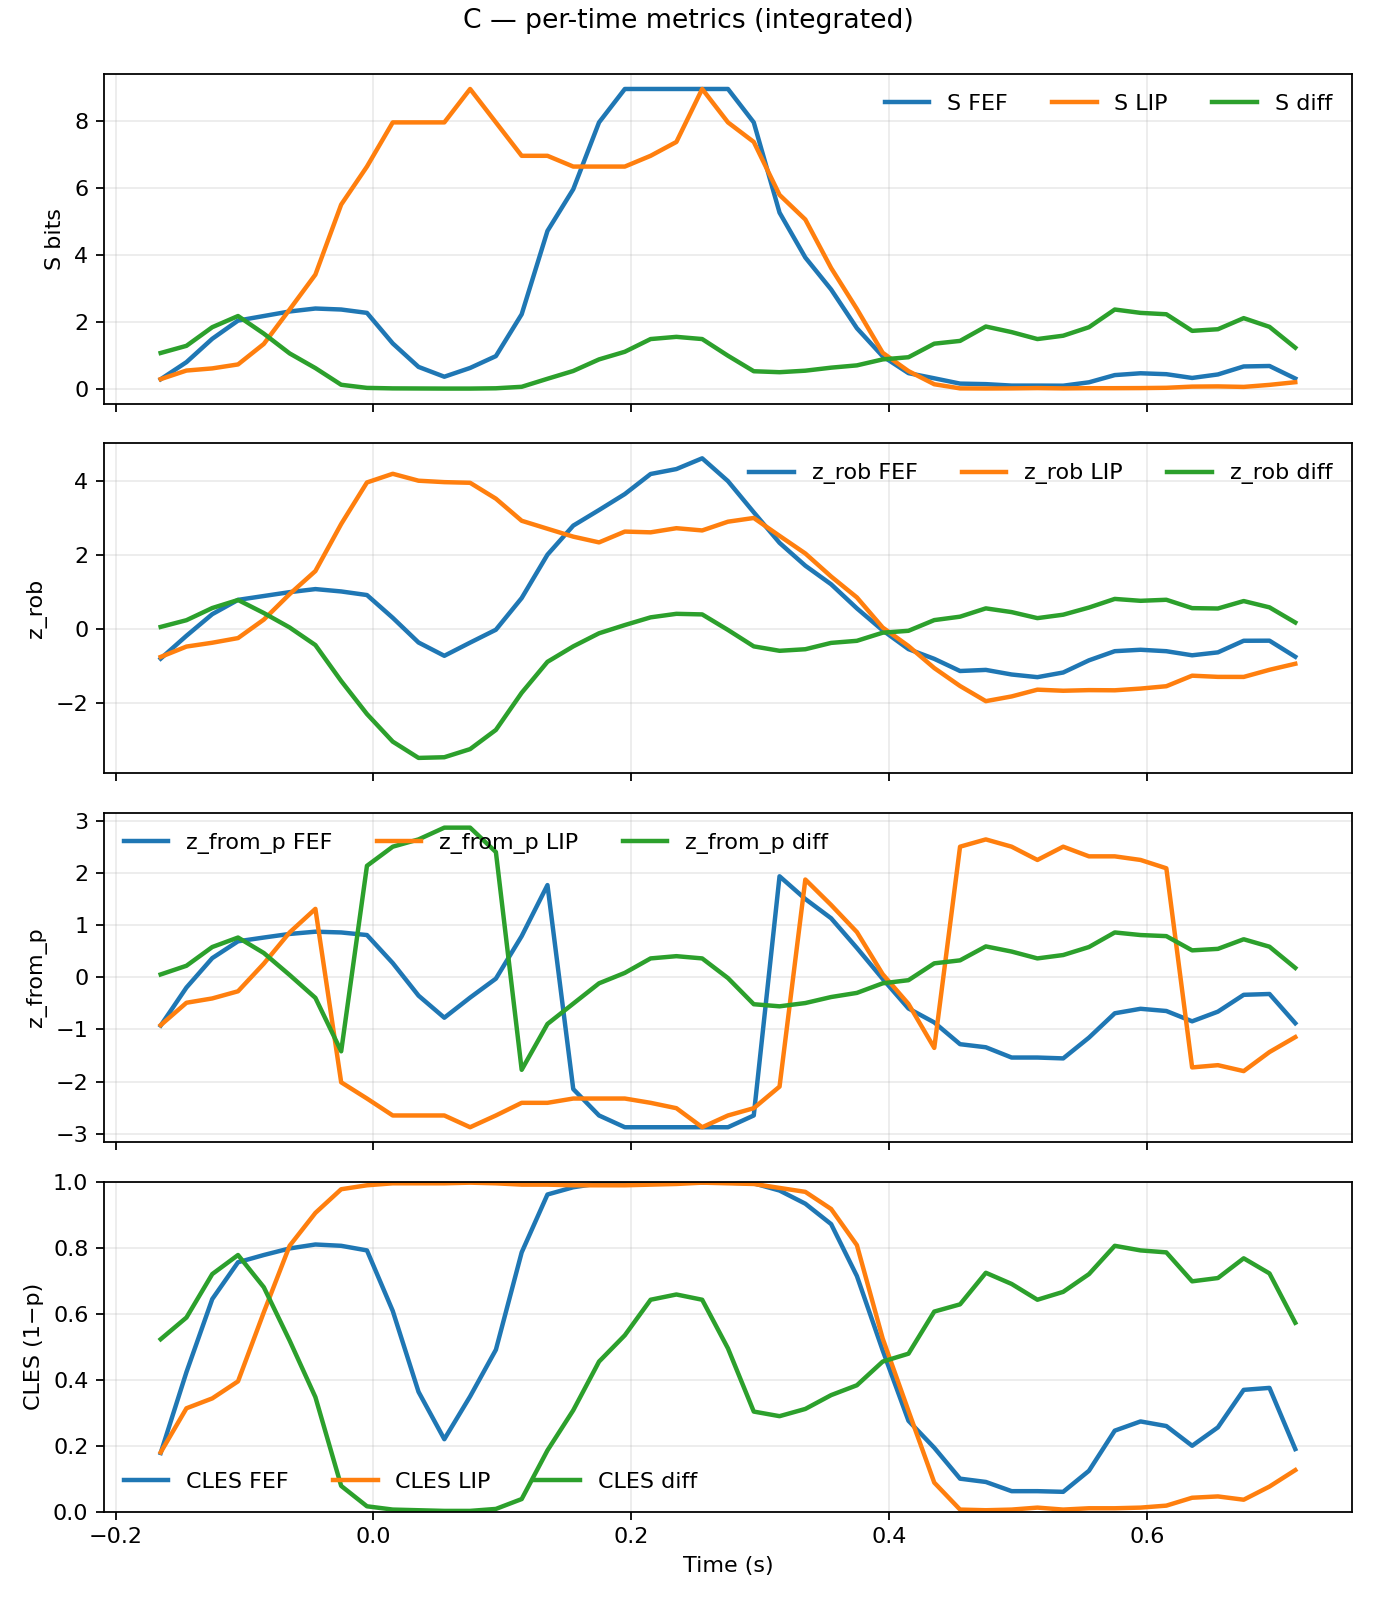 C — per-time metrics (integrated)
S FEF S LIP S diff
8
6
4
2
0
S bits
z_rob FEF z_rob LIP z_rob diff
4
2
0
−2
z_rob
z_from_p FEF z_from_p LIP z_from_p diff
3
2
1
0
−1
−2
−3
z_from_p
1.0
0.8
0.6
0.4
0.2
0.0
CLES (1−p)
CLES FEF CLES LIP CLES diff
−0.2 0.0 0.2 0.4 0.6
Time (s)